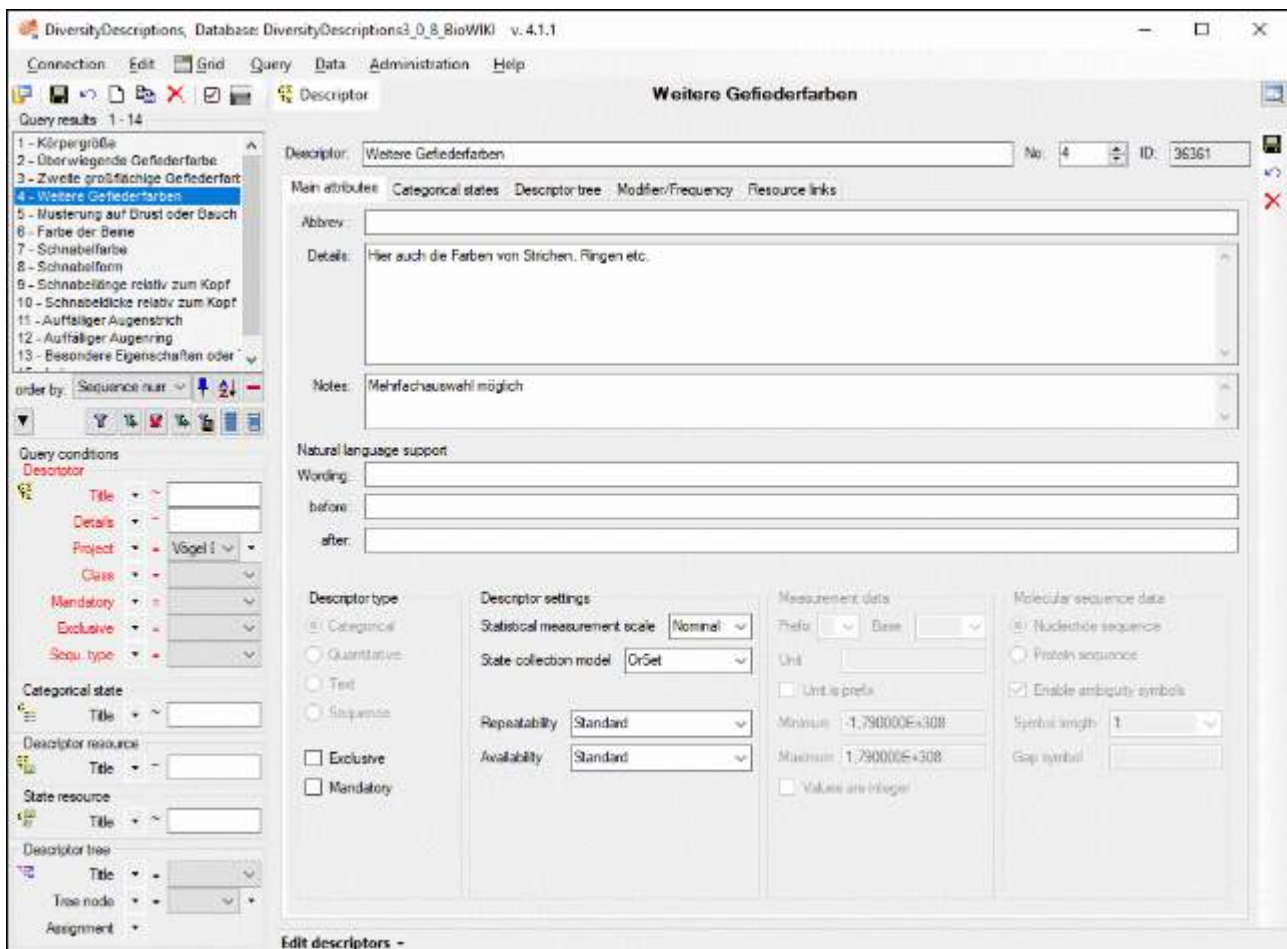 DiversityDescriptions, Database: DiversityDescriptions3_0_8_BioWIKI v. 4.1.1
Connection Edit Grid Query Data Administration Help
Descriptor
Weitere Gefiederfarben
Query results 1 - 14
1 - Körpergröße
2 - Überwiegende Gefiederfarbe
3 - Zweite großflächige Gefiederfart
4 - Weitere Gefiederfarben
5 - Musterung auf Brust oder Bauch
6 - Farbe der Beine
7 - Schnabelfarbe
8 - Schnabelform
9 - Schnabellänge relativ zum Kopf
10 - Schnabeldicke relativ zum Kopf
11 - Auffälliger Augenstrich
12 - Auffälliger Augenring
13 - Besondere Eigenschaften oder
order by: Sequence nurr
Query conditions
Descriptor
Title ~
Details ~
Project = Vögel
Class =
Mandatory =
Exclusive =
Sequ. type =
Categorical state
Title ~
Descriptor resource
Title ~
State resource
Title ~
Descriptor tree
Title =
Tree node =
Assignment
Descriptor: Weitere Gefiederfarben No: 4 ID: 36361
Main attributes Categorical states Descriptor tree Modifier/Frequency Resource links
Abbrev.:
Details: Hier auch die Farben von Strichen, Ringen etc.
Notes: Mehrfachauswahl möglich
Natural language support
Wording:
before:
after:
Descriptor type
Categorical
Quantitative
Text
Sequence
Exclusive
Mandatory
Descriptor settings
Statistical measurement scale Nominal
State collection model OrSet
Repeatability Standard
Availability Standard
Measurement data
Prefix Base
Unit
Unit is prefix
Minimum -1,790000E+308
Maximum 1,790000E+308
Values are integer
Molecular sequence data
Nucleotide sequence
Protein sequence
Enable ambiguity symbols
Symbol length 1
Gap symbol
Edit descriptors